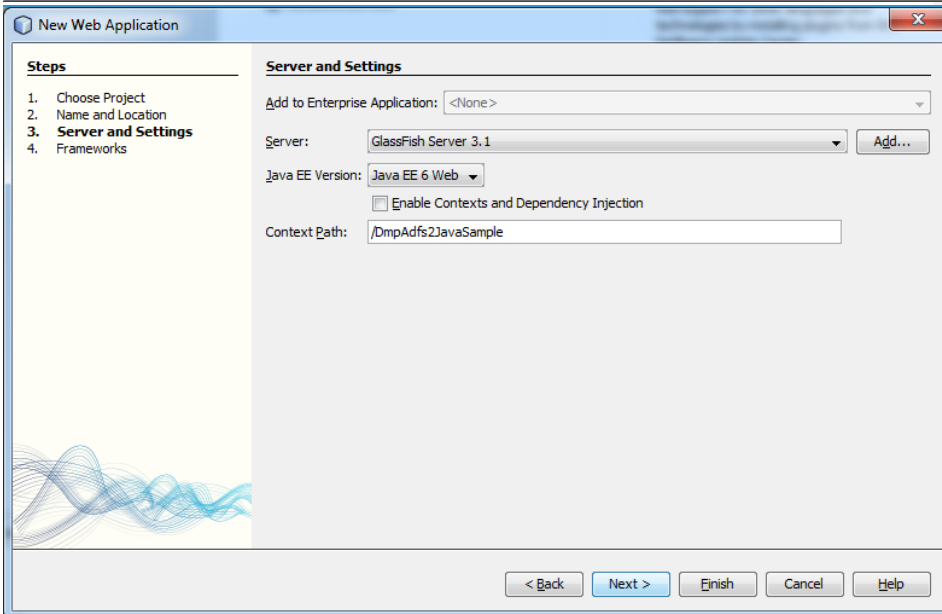 New Web Application
Steps
1. Choose Project
2. Name and Location
3. Server and Settings
4. Frameworks
Server and Settings
Add to Enterprise Application: <None>
Server: GlassFish Server 3.1 Add...
Java EE Version: Java EE 6 Web
Enable Contexts and Dependency Injection
Context Path: /DmpAdfs2JavaSample
< Back Next > Finish Cancel Help